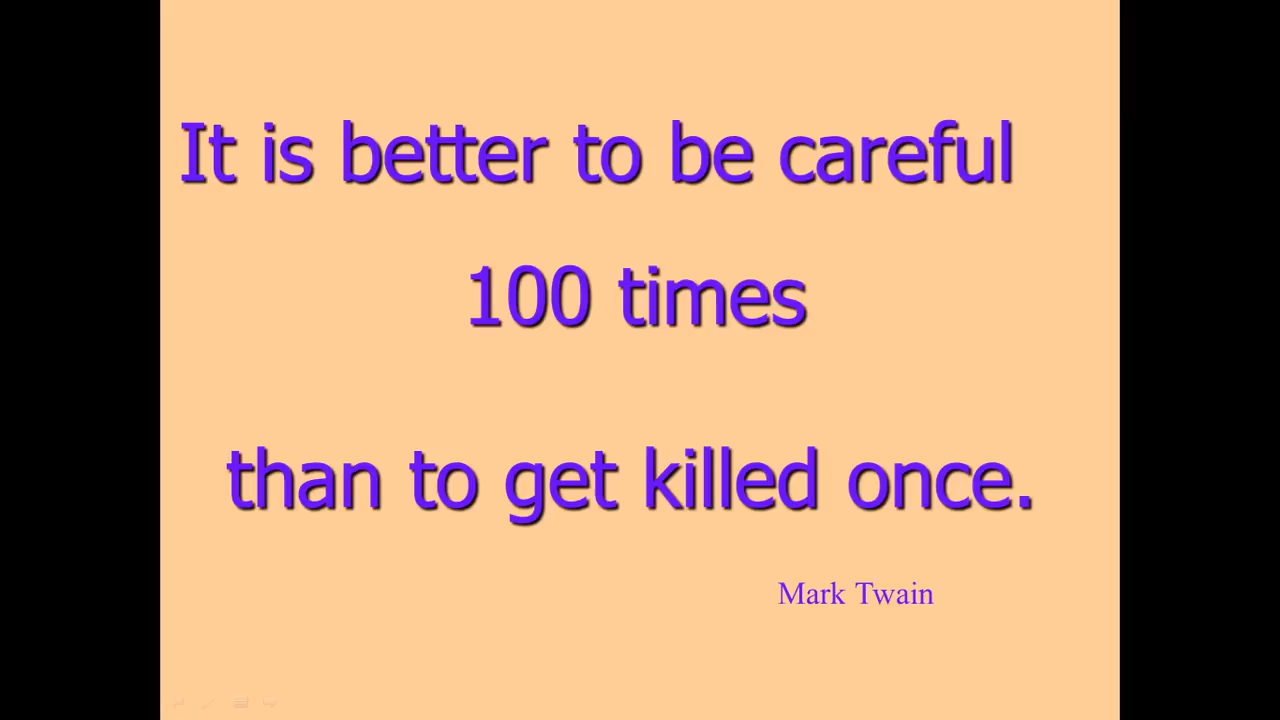 It is better to be careful
100 times
than to get killed once.
Mark Twain